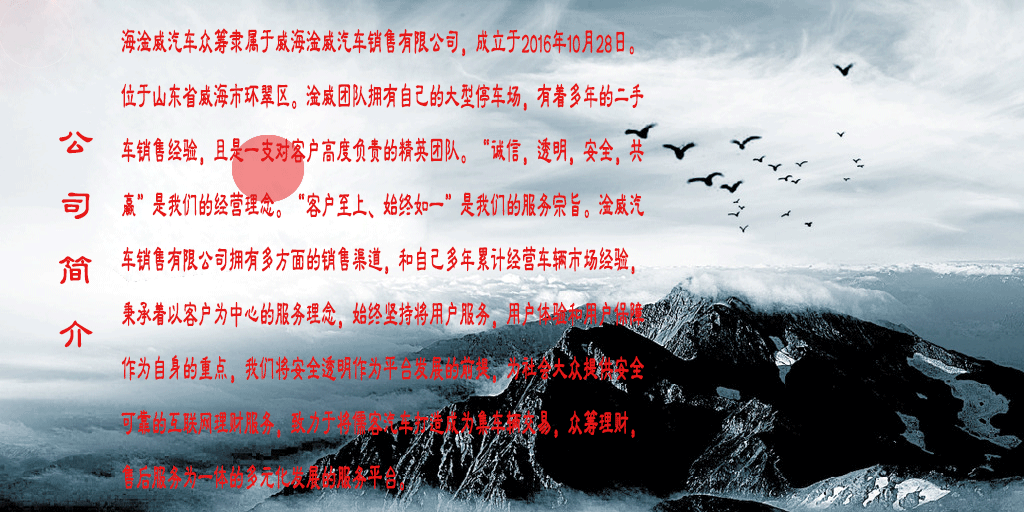 公司简介
海淦威汽车众筹隶属于威海淦威汽车销售有限公司，成立于2016年10月28日。
位于山东省威海市环翠区。淦威团队拥有自己的大型停车场，有着多年的二手
车销售经验，且是一支对客户高度负责的精英团队。“诚信，透明，安全，共
赢”是我们的经营理念。“客户至上、始终如一”是我们的服务宗旨。淦威汽
车销售有限公司拥有多方面的销售渠道，和自己多年累计经营车辆市场经验，
秉承着以客户为中心的服务理念，始终坚持将用户服务，用户体验和用户保障
作为自身的重点，我们将安全透明作为平台发展的前提，为社会大众提供安全
可靠的互联网理财服务，致力于将汽车打造成为集车辆交易，众筹理财，
售后服务为一体的多元化发展的服务平台。